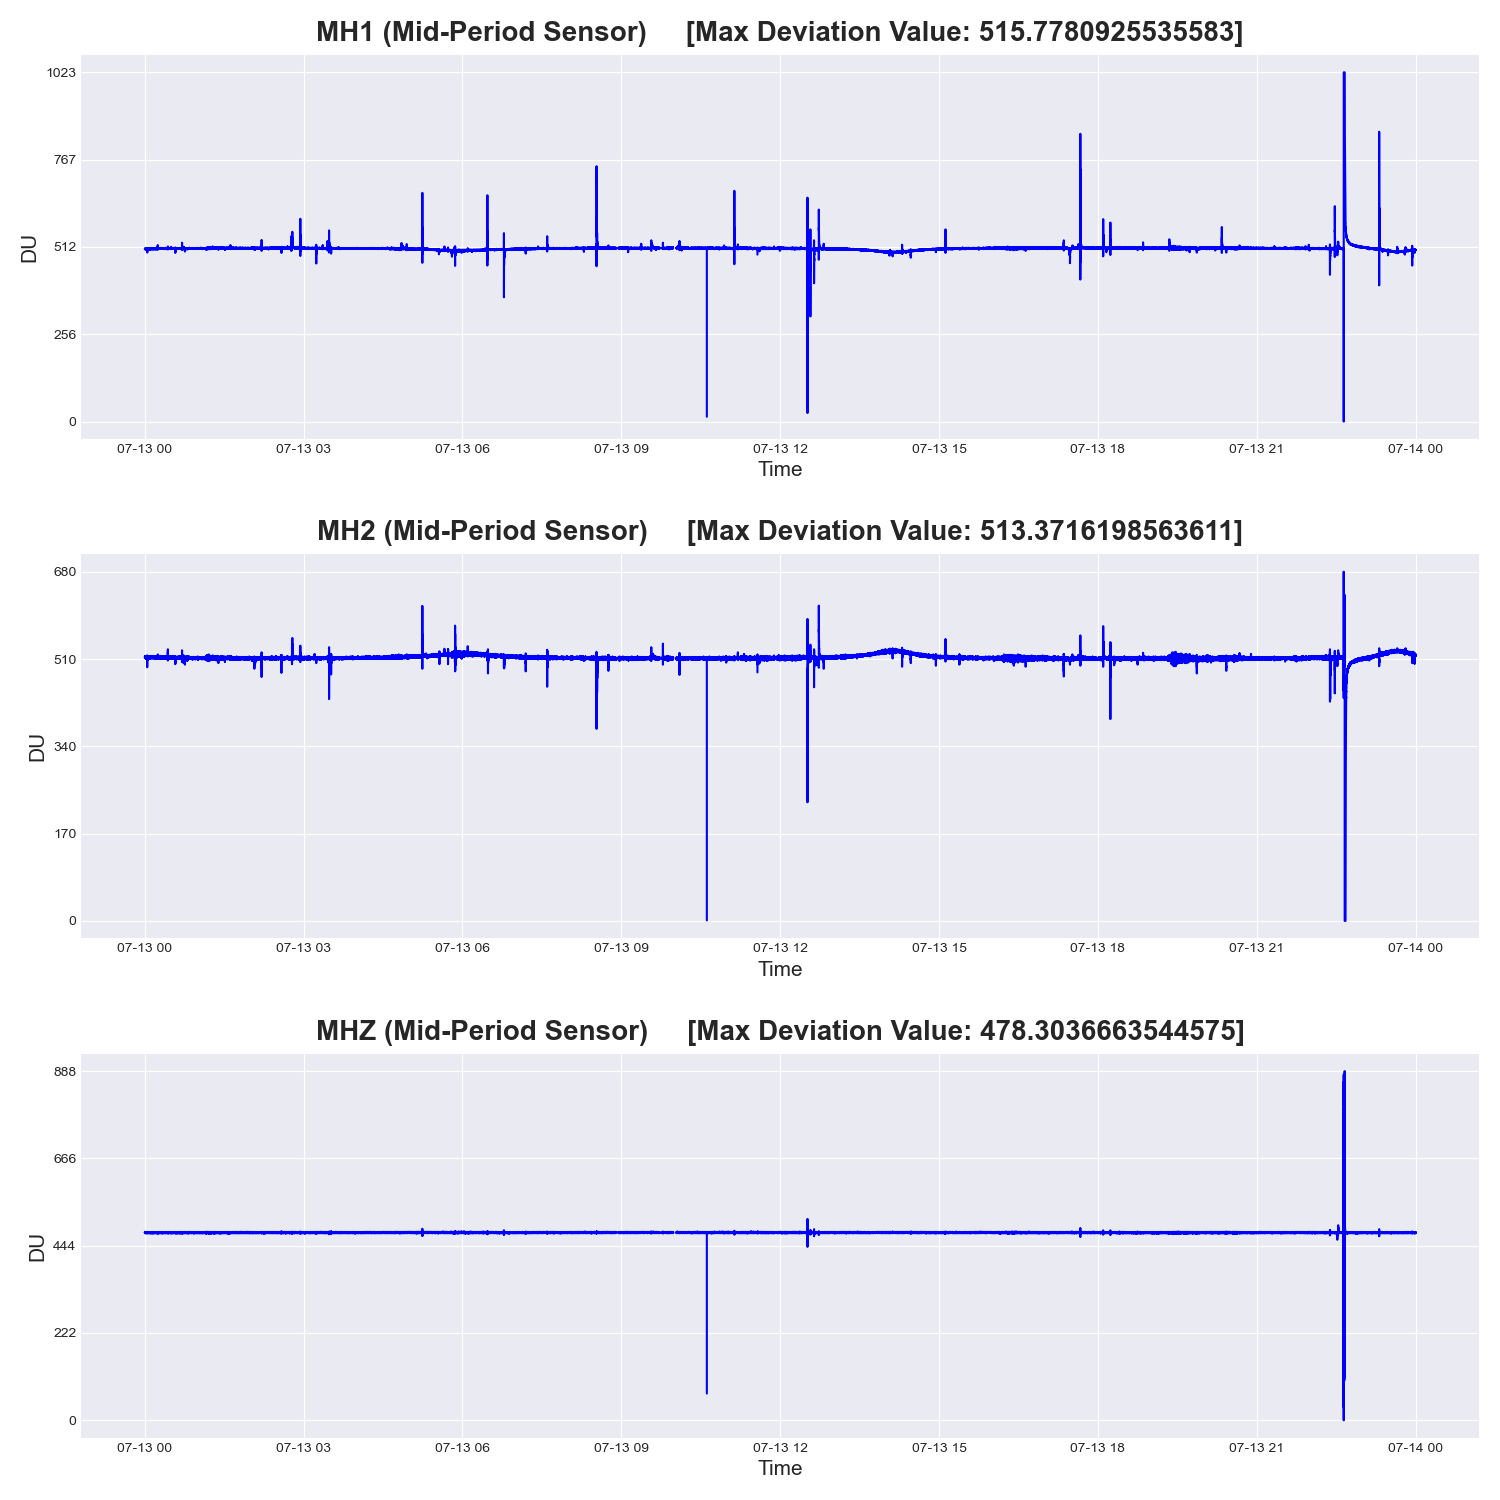 MH1 (Mid-Period Sensor) [Max Deviation Value: 515.7780925535583]
1023
767
512
256
0
DU
07-13 00 07-13 03 07-13 06 07-13 09 07-13 12 07-13 15 07-13 18 07-13 21 07-14 00
Time
MH2 (Mid-Period Sensor) [Max Deviation Value: 513.3716198563611]
680
510
340
170
0
DU
07-13 00 07-13 03 07-13 06 07-13 09 07-13 12 07-13 15 07-13 18 07-13 21 07-14 00
Time
MHZ (Mid-Period Sensor) [Max Deviation Value: 478.3036663544575]
888
666
444
222
0
DU
07-13 00 07-13 03 07-13 06 07-13 09 07-13 12 07-13 15 07-13 18 07-13 21 07-14 00
Time